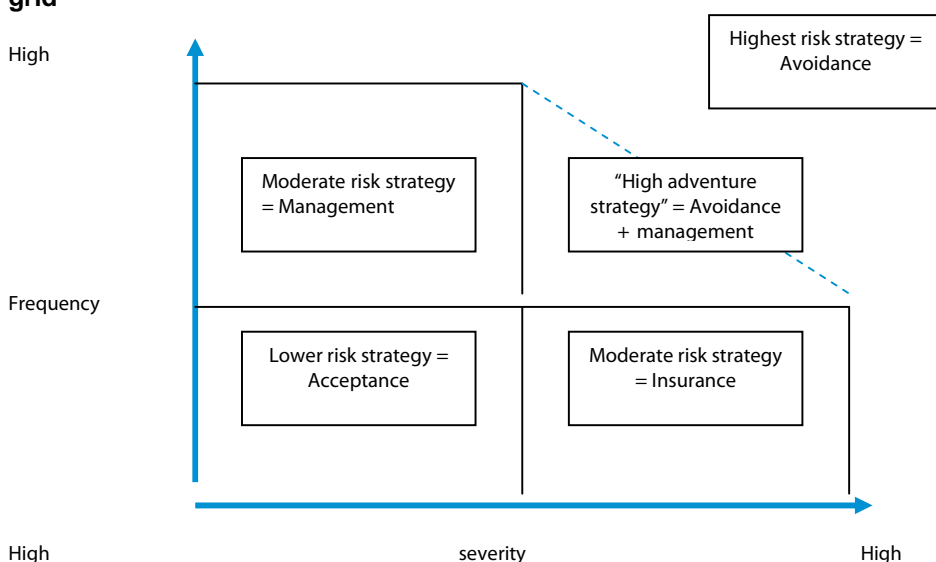 grid
High
Highest risk strategy =
Avoidance
Moderate risk strategy
= Management
“High adventure
strategy” = Avoidance
+ management
Frequency
Lower risk strategy =
Acceptance
Moderate risk strategy
= Insurance
High
severity
High